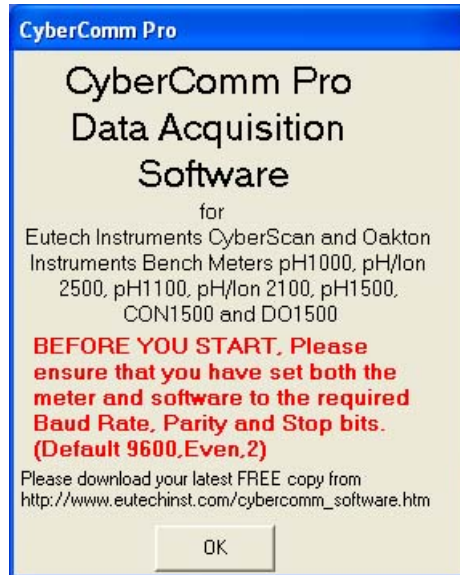 CyberComm Pro
CyberComm Pro
Data Acquisition
Software
for
Eutech Instruments CyberScan and Oakton
Instruments Bench Meters pH1000, pH/Ion
2500, pH1100, pH/Ion 2100, pH1500,
CON1500 and DO1500
BEFORE YOU START, Please
ensure that you have set both the
meter and software to the required
Baud Rate, Parity and Stop bits.
(Default 9600,Even,2)
Please download your latest FREE copy from
http://www.eutechinst.com/cybercomm_software.htm
OK